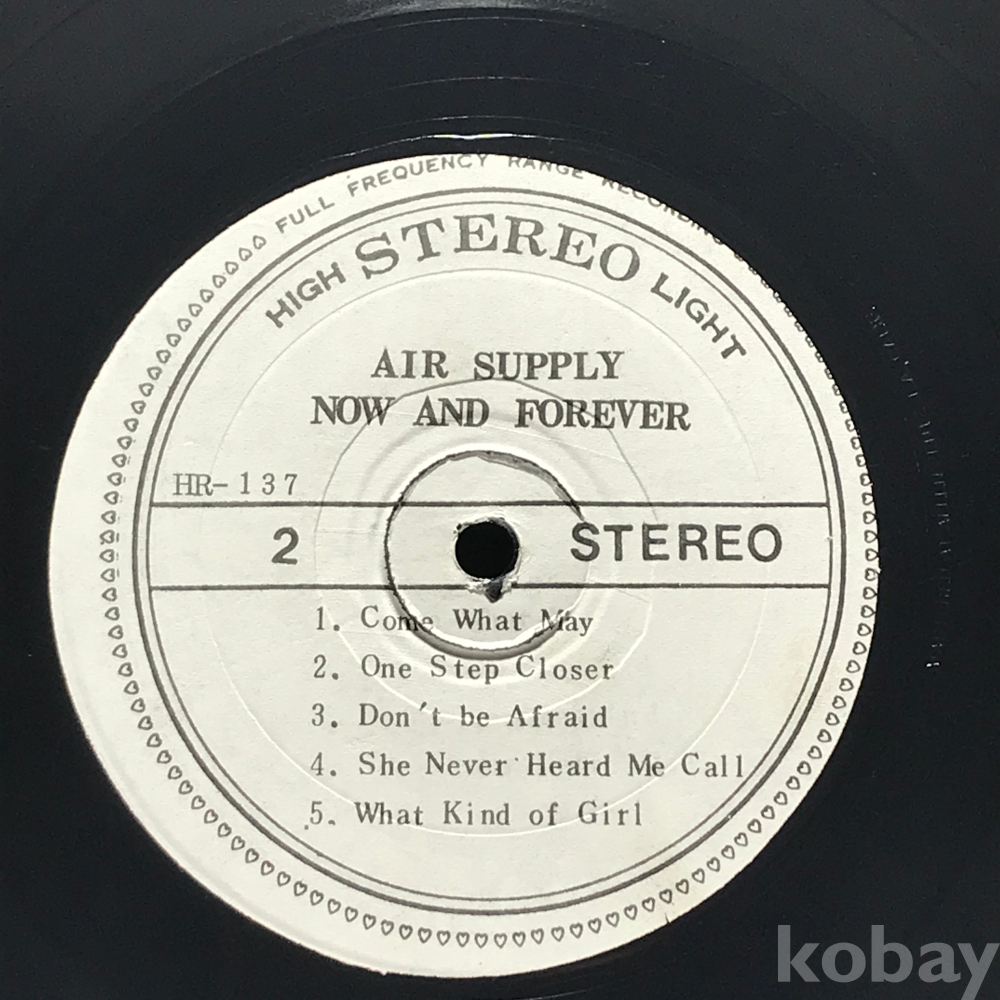 FULL FREQUENCY RANGE RECORDING
HIGH STEREO LIGHT
AIR SUPPLY
NOW AND FOREVER
HR-137
2 STEREO
1. Come What May
2. One Step Closer
3. Don't be Afraid
4. She Never Heard Me Call
5. What Kind of Girl
kobay